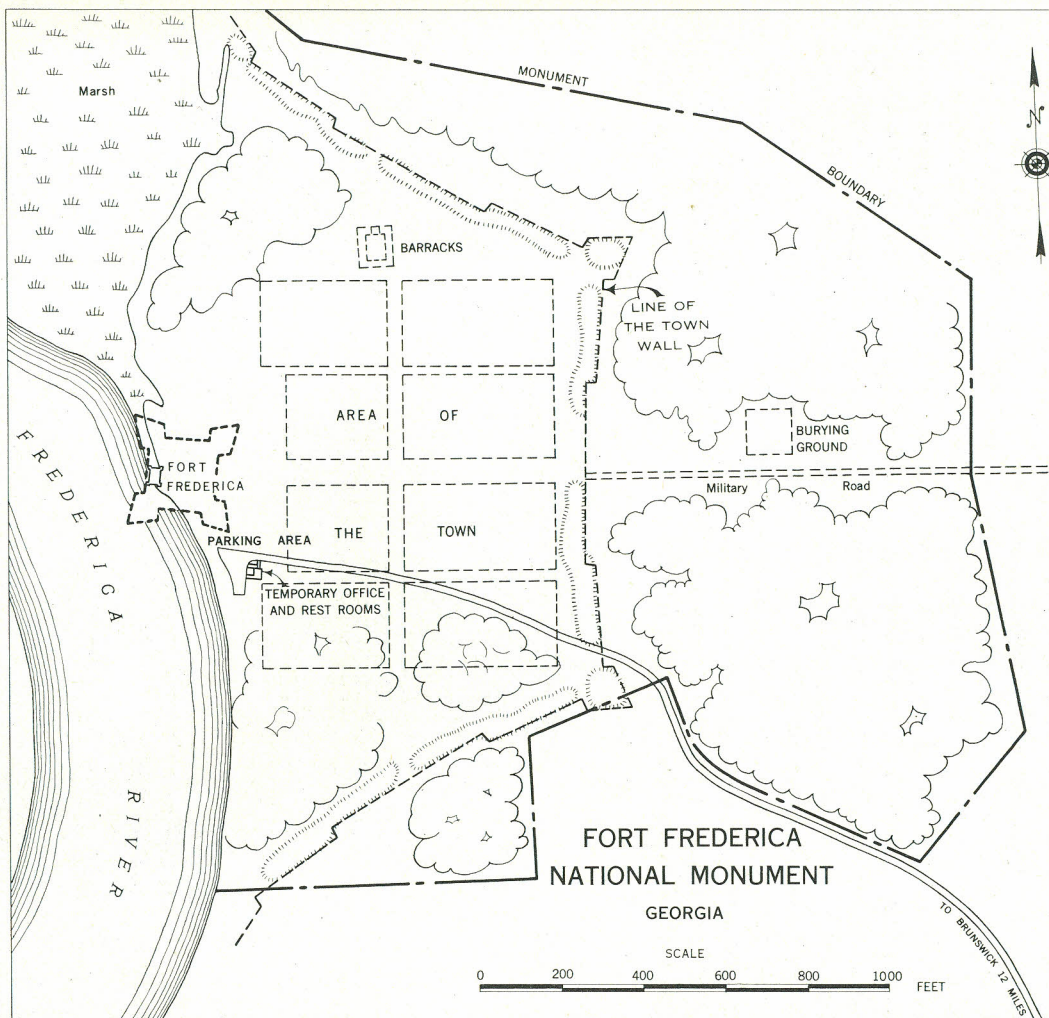 Marsh
MONUMENT
BOUNDARY
N
BARRACKS
LINE OF
THE TOWN
WALL
AREA OF
BURYING
GROUND
FORT
FREDERICA
Military Road
THE TOWN
PARKING AREA
TEMPORARY OFFICE
AND REST ROOMS
FREDERICA
RIVER
FORT FREDERICA
NATIONAL MONUMENT
GEORGIA
SCALE
0 200 400 600 800 1000
FEET
TO BRUNSWICK 12 MILES